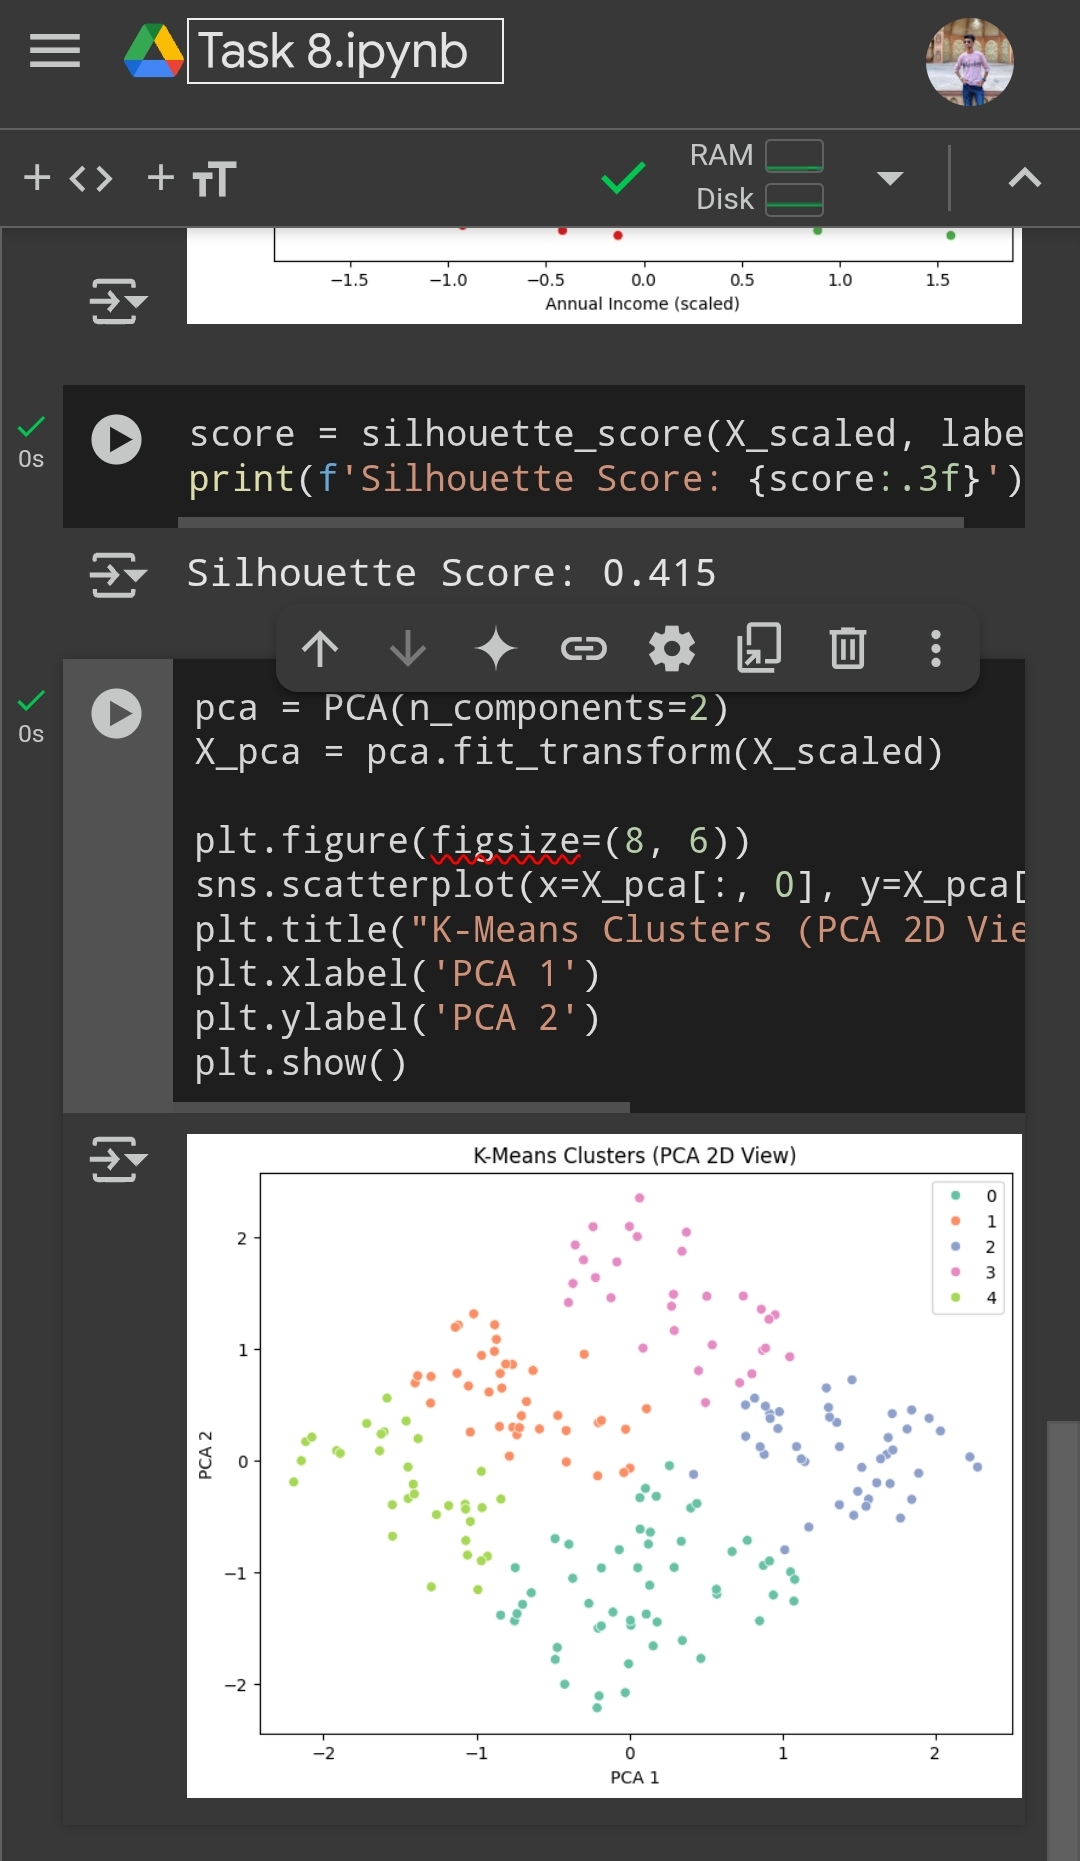 Task 8.ipynb
RAM
Disk
−1.5 −1.0 −0.5 0.0 0.5 1.0 1.5
Annual Income (scaled)
0s
score = silhouette_score(X_scaled, labe
print(f'Silhouette Score: {score:.3f}')
Silhouette Score: 0.415
0s
pca = PCA(n_components=2)
X_pca = pca.fit_transform(X_scaled)
plt.figure(figsize=(8, 6))
sns.scatterplot(x=X_pca[:, 0], y=X_pca[
plt.title("K-Means Clusters (PCA 2D Vie
plt.xlabel('PCA 1')
plt.ylabel('PCA 2')
plt.show()
K-Means Clusters (PCA 2D View)
0
1
2
3
4
2
1
0
−1
−2
PCA 2
−2 −1 0 1 2
PCA 1